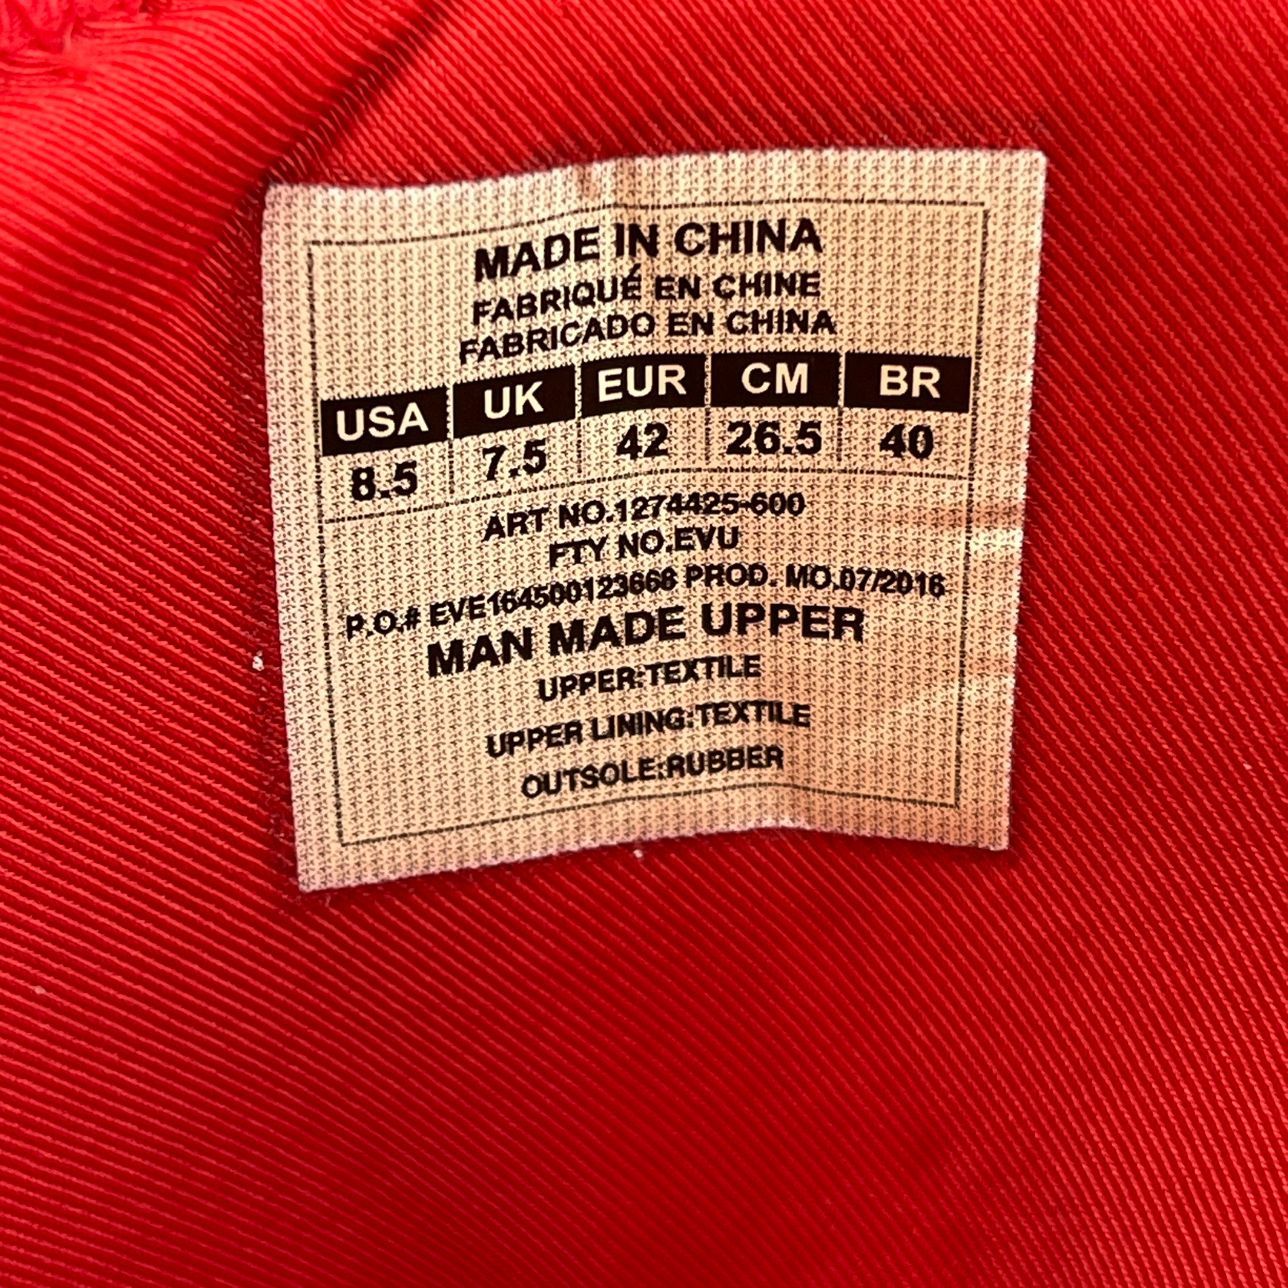 MADE IN CHINA
FABRIQUÉ EN CHINE
FABRICADO EN CHINA
USA UK EUR CM BR
8.5 7.5 42 26.5 40
ART NO.1274425-600
FTY NO.EVU
P.O.# EVE164500123668 PROD. MO.07/2016
MAN MADE UPPER
UPPER:TEXTILE
UPPER LINING:TEXTILE
OUTSOLE:RUBBER